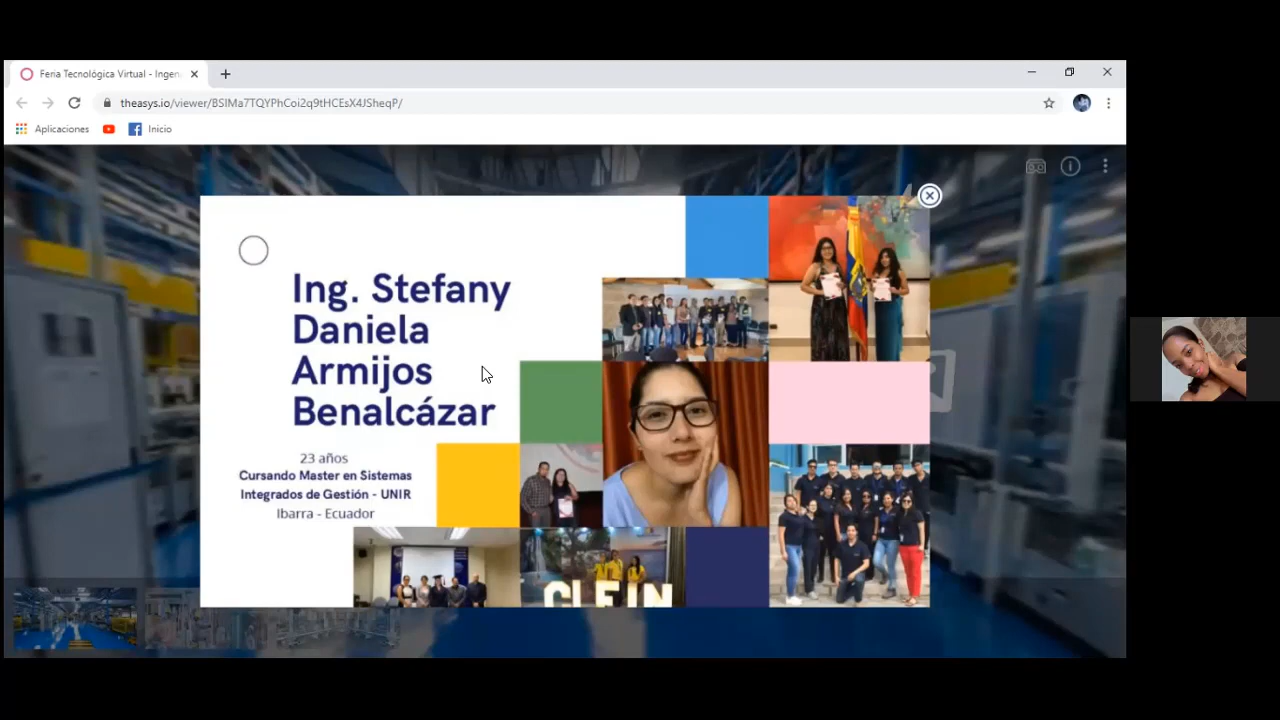 Feria Tecnológica Virtual - Ingen
theasys.io/viewer/BSIMa7TQYPhCoi2q9tHCEsX4JSheqP/
Aplicaciones
Inicio
Ing. Stefany
Daniela
Armijos
Benalcázar
23 años
Cursando Master en Sistemas
Integrados de Gestión - UNIR
Ibarra - Ecuador
CLEIN